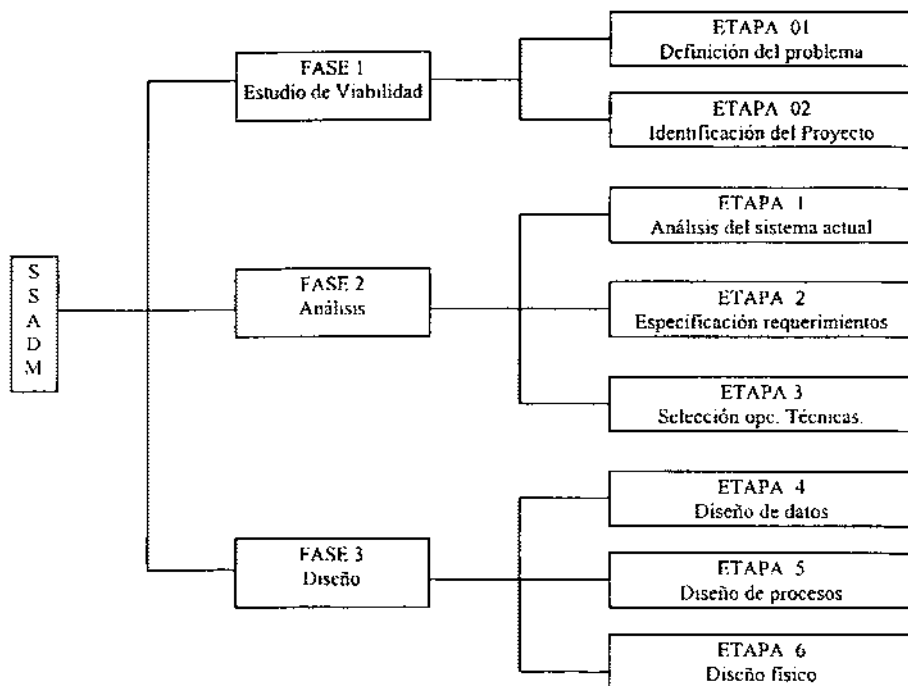 S
S
A
D
M
FASE 1
Estudio de Viabilidad
ETAPA 01
Definición del problema
ETAPA 02
Identificación del Proyecto
FASE 2
Análisis
ETAPA 1
Análisis del sistema actual
ETAPA 2
Especificación requerimientos
ETAPA 3
Selección opc. Técnicas.
FASE 3
Diseño
ETAPA 4
Diseño de datos
ETAPA 5
Diseño de procesos
ETAPA 6
Diseño físico